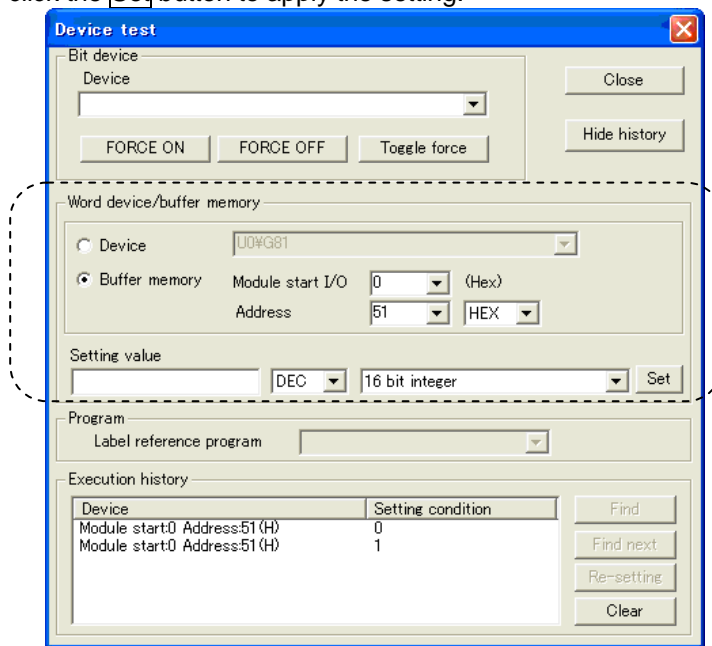 click the Set button to apply the setting.
Device test
Bit device
Device
Close
FORCE ON FORCE OFF Toggle force
Hide history
Word device/buffer memory
Device U0¥G81
Buffer memory Module start I/O 0 (Hex)
Address 51 HEX
Setting value
DEC 16 bit integer Set
Program
Label reference program
Execution history
Device Setting condition
Module start:0 Address:51(H) 0
Module start:0 Address:51(H) 1
Find
Find next
Re-setting
Clear